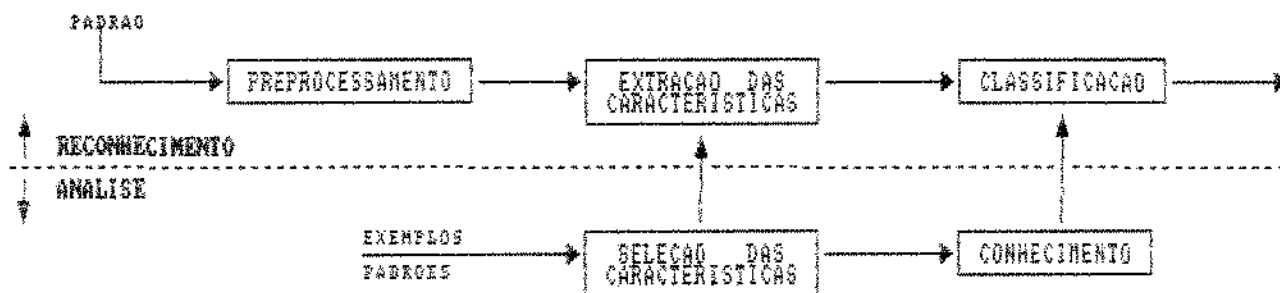 PADRAO
PREPROCESSAMENTO
EXTRACAO DAS
CARACTERISTICAS
CLASSIFICACAO
RECONHECIMENTO
ANALISE
EXEMPLOS
PADROES
SELECAO DAS
CARACTERISTICAS
CONHECIMENTO